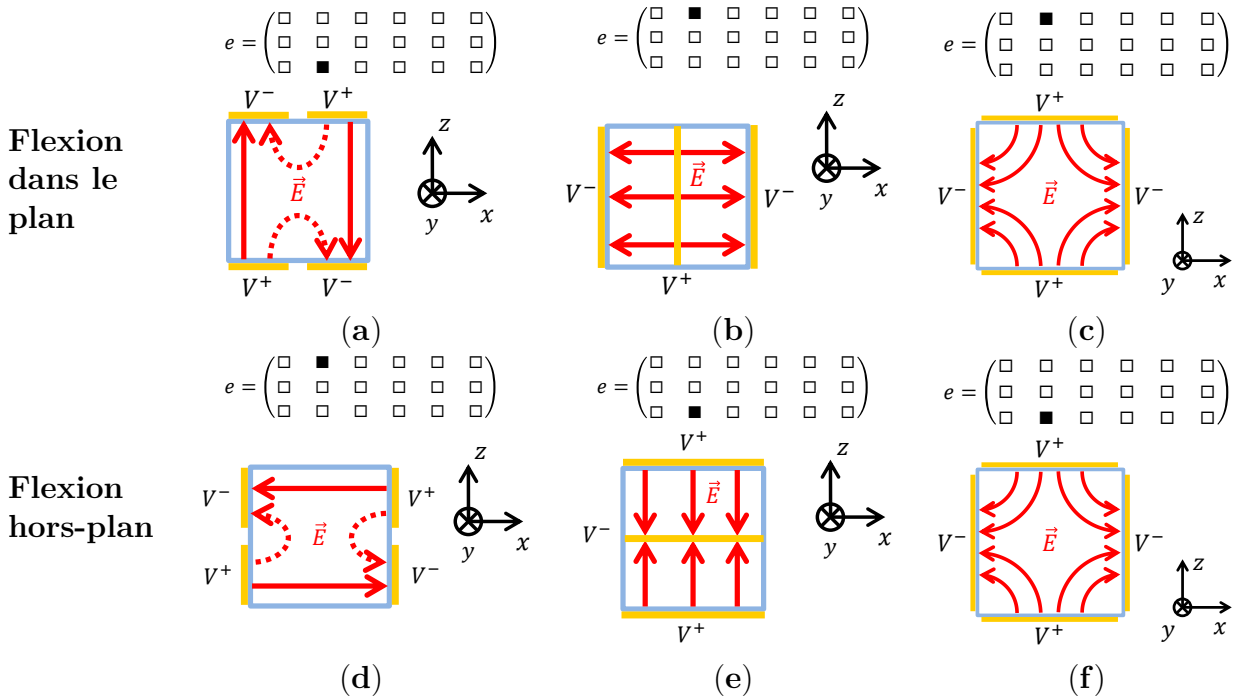 e = ( □ □ □ □ □ □
□ □ □ □ □ □
□ ■ □ □ □ □ )
e = ( □ ■ □ □ □ □
□ □ □ □ □ □
□ □ □ □ □ □ )
e = ( □ ■ □ □ □ □
□ □ □ □ □ □
□ □ □ □ □ □ )
Flexion
dans le
plan
V⁻ V⁺
E⃗
V⁺ V⁻
z
y x
V⁻ E⃗ V⁻
V⁺
z
y x
V⁺
V⁻ E⃗ V⁻
V⁺
z
y x
(a) (b) (c)
e = ( □ ■ □ □ □ □
□ □ □ □ □ □
□ □ □ □ □ □ )
e = ( □ □ □ □ □ □
□ □ □ □ □ □
□ ■ □ □ □ □ )
e = ( □ □ □ □ □ □
□ □ □ □ □ □
□ ■ □ □ □ □ )
Flexion
hors-plan
V⁻ V⁺
E⃗
V⁺ V⁻
z
y x
V⁺
E⃗
V⁻
V⁺
z
y x
V⁺
V⁻ E⃗ V⁻
V⁺
z
y x
(d) (e) (f)